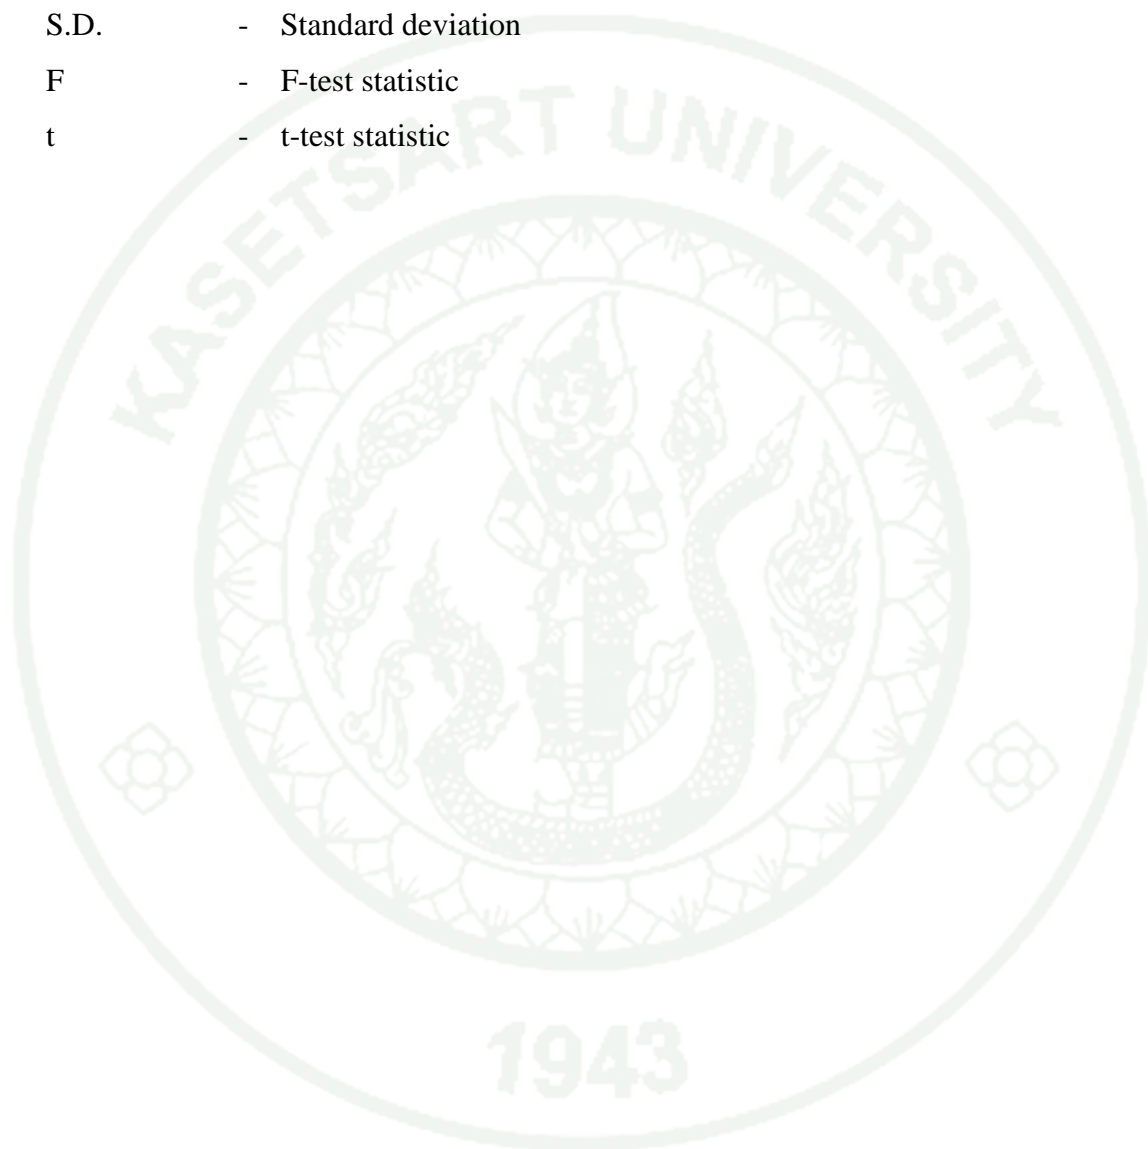 S.D. - Standard deviation
F - F-test statistic
t - t-test statistic
KASETSART UNIVERSITY
1943